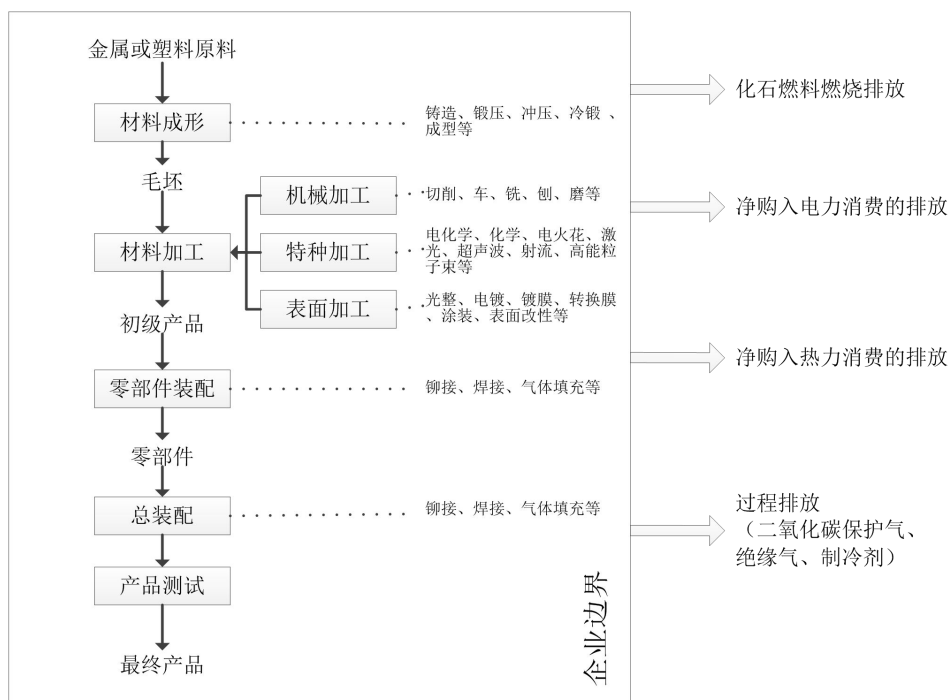 金属或塑料原料
化石燃料燃烧排放
材料成形
铸造、锻压、冲压、冷锻 、
成型等
毛坯
机械加工
切削、车、铣、刨、磨等
净购入电力消费的排放
材料加工
特种加工
电化学、化学、电火花、激
光、超声波、射流、高能粒
子束等
表面加工
光整、电镀、镀膜、转换膜
、涂装、表面改性等
初级产品
净购入热力消费的排放
零部件装配
铆接、焊接、气体填充等
零部件
总装配
铆接、焊接、气体填充等
过程排放
（二氧化碳保护气、
绝缘气、制冷剂）
产品测试
企业边界
最终产品